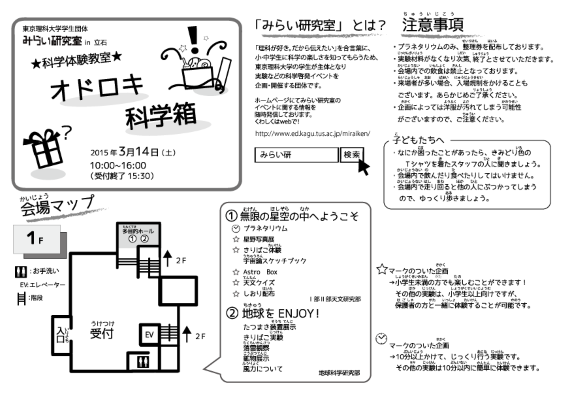 東京理科大学学生団体
みらい研究室 in 立石
★科学体験教室★
オドロキ
科学箱
2015年3月14日（土）
10:00~16:00
（受付終了 15:30）
「みらい研究室」とは？
「理科が好き。だから伝えたい」を合言葉に、
小中学生に科学の楽しさを知ってもらうため、
東京理科大学の学生が主体となり
実験などの科学啓発イベントを
企画・開催する団体です。
ホームページにてみらい研究室の
イベントに関する情報を
随時発信しております。
くわしくはwebで！
http://www.ed.kagu.tus.ac.jp/miraiken/
みらい研 検索
注意事項
・プラネタリウムのみ、整理券を配布しております。
・実験材料がなくなり次第、終了とさせていただきます。
・会場内での飲食は禁止となっております。
・来場者が多い場合、入場規制をかけることも
ございます。あらかじめご了承ください。
・企画によっては洋服が汚れてしまう可能性
がございますので、ご注意ください。
子どもたちへ
・なにか困ったことがあったら、きみどり色の
Tシャツを着たスタッフの人に聞きましょう。
・会場内で飲んだり食べたりしてはいけません。
・会場内で走り回ると他の人にぶつかってしまう
ので、ゆっくり歩きましょう。
会場マップ
1F
：お手洗い
EV:エレベーター
：階段
多目的ホール
① ②
2F
入り口
うけつけ
受付
EV
2F
①無限の星空の中へようこそ
プラネタリウム
☆ 星野写真展
☆ きりばこ体験
宇宙論スケッチブック
☆ Astro Box
☆ 天文クイズ
☆ しおり配布
I部II部天文研究部
②地球を ENJOY！
たつまき装置展示
きりばこ実験
落雷観察
鉱物展示
風力について
地球科学研究部
☆マークのついた企画
→小学生未満の方でも楽しむことができます！
その他の実験は、小学生以上向けですが、
保護者の方と一緒に体験することが可能です。
マークのついた企画
→10分以上かけて、じっくり行う実験です。
その他の実験は10分以内に簡単に体験できます。